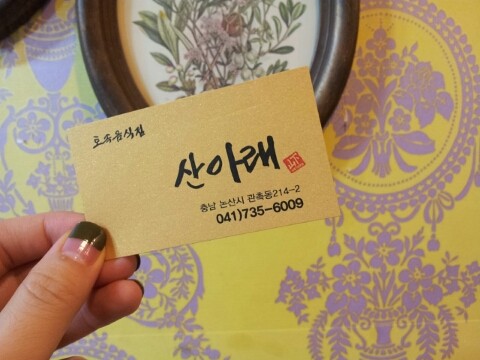 토속음식점
산아래
충남 논산시 관촉동214-2
041)735-6009